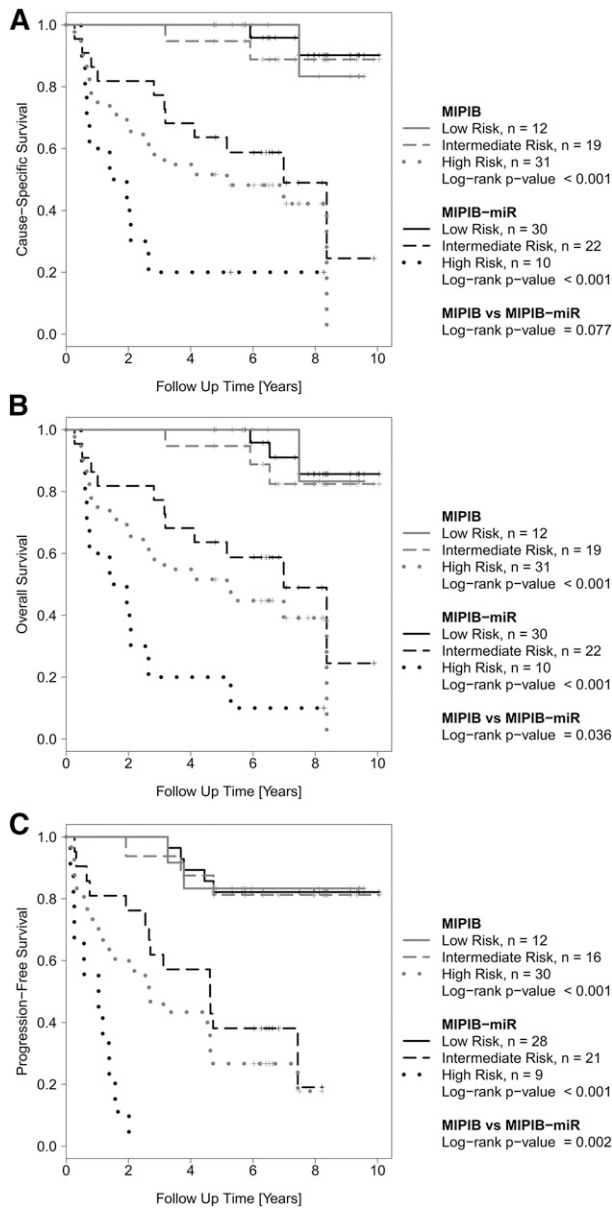 A
Cause−Specific Survival
1.0
0.8
0.6
0.4
0.2
0.0
0
2
4
6
8
10
Follow Up Time [Years]
MIPIB
Low Risk, n = 12
Intermediate Risk, n = 19
High Risk, n = 31
Log−rank p−value < 0.001
MIPIB−miR
Low Risk, n = 30
Intermediate Risk, n = 22
High Risk, n = 10
Log−rank p−value < 0.001
MIPIB vs MIPIB−miR
Log−rank p−value = 0.077
B
Overall Survival
1.0
0.8
0.6
0.4
0.2
0.0
0
2
4
6
8
10
Follow Up Time [Years]
MIPIB
Low Risk, n = 12
Intermediate Risk, n = 19
High Risk, n = 31
Log−rank p−value < 0.001
MIPIB−miR
Low Risk, n = 30
Intermediate Risk, n = 22
High Risk, n = 10
Log−rank p−value < 0.001
MIPIB vs MIPIB−miR
Log−rank p−value = 0.036
C
Progression−Free Survival
1.0
0.8
0.6
0.4
0.2
0.0
0
2
4
6
8
10
Follow Up Time [Years]
MIPIB
Low Risk, n = 12
Intermediate Risk, n = 16
High Risk, n = 30
Log−rank p−value < 0.001
MIPIB−miR
Low Risk, n = 28
Intermediate Risk, n = 21
High Risk, n = 9
Log−rank p−value < 0.001
MIPIB vs MIPIB−miR
Log−rank p−value = 0.002